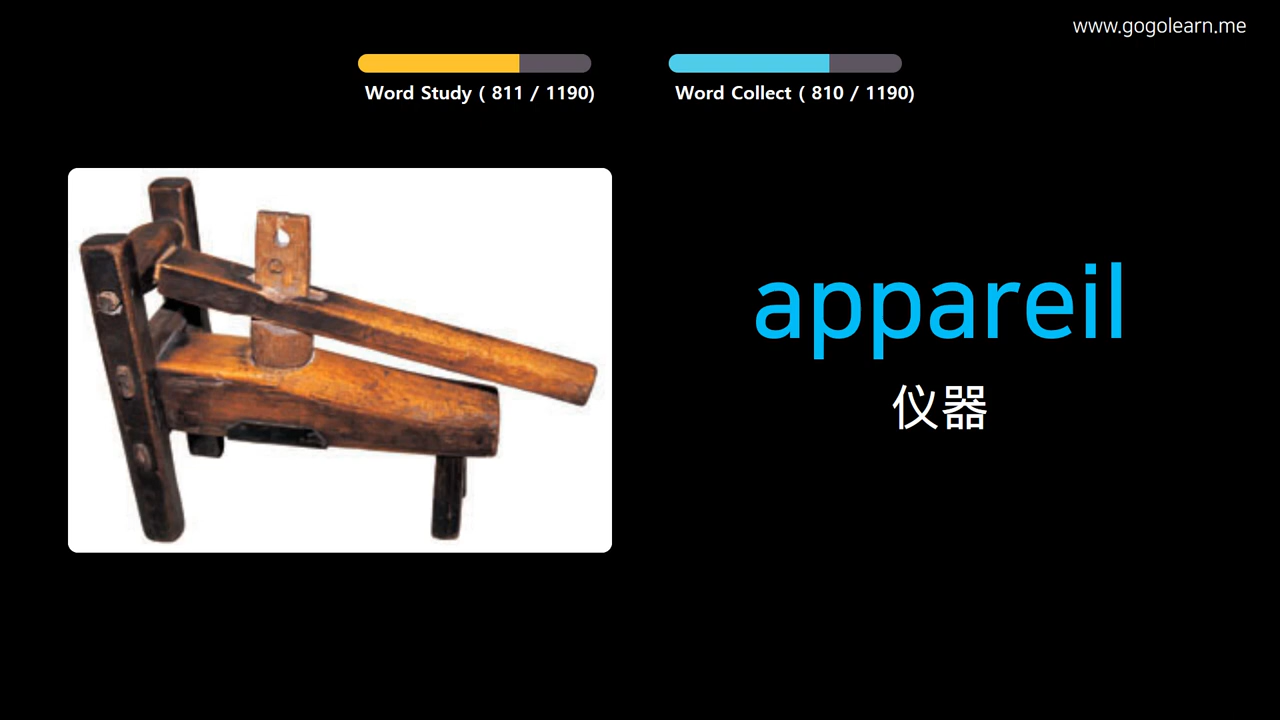 www.gogolearn.me
Word Study ( 811 / 1190)
Word Collect ( 810 / 1190)
appareil
仪器